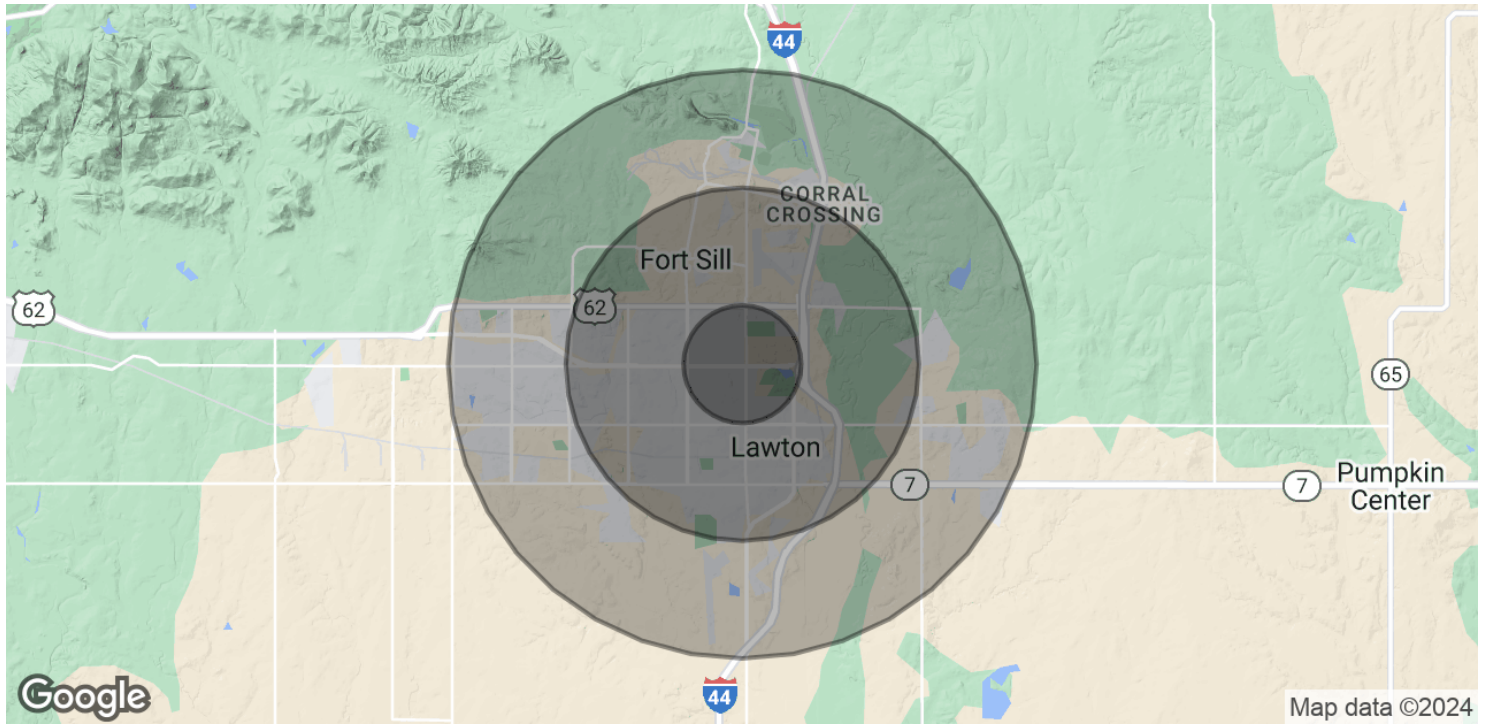 44
CORRAL
CROSSING
Fort Sill
62
62
65
Lawton
7
7
Pumpkin
Center
44
Google
Map data ©2024